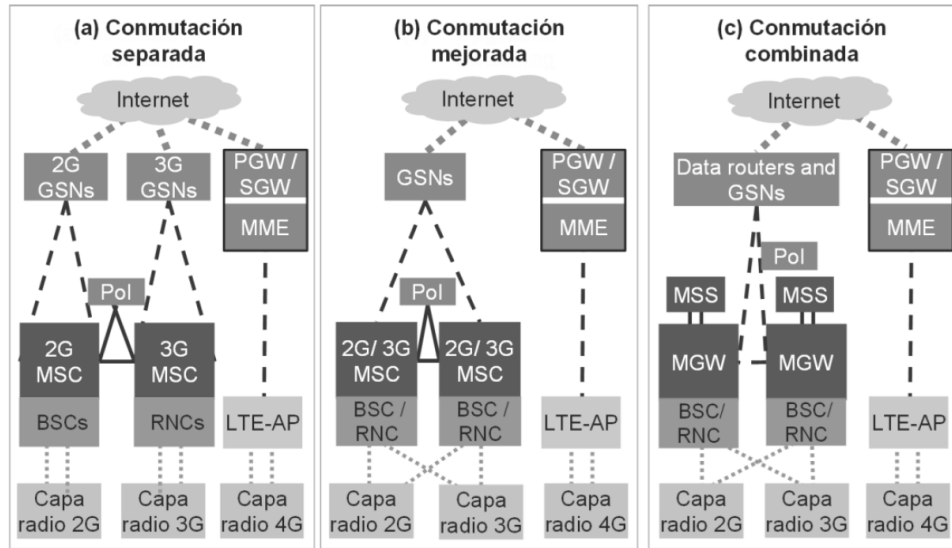 (a) Conmutación
separada
Internet
2G
GSNs
3G
GSNs
PGW /
SGW
MME
PoI
2G
MSC
3G
MSC
BSCs
RNCs
LTE-AP
Capa
radio 2G
Capa
radio 3G
Capa
radio 4G
(b) Conmutación
mejorada
Internet
GSNs
PGW /
SGW
MME
PoI
2G/ 3G
MSC
2G/ 3G
MSC
BSC /
RNC
BSC /
RNC
LTE-AP
Capa
radio 2G
Capa
radio 3G
Capa
radio 4G
(c) Conmutación
combinada
Internet
Data routers and
GSNs
PGW /
SGW
MME
PoI
MSS
MSS
MGW
MGW
BSC/
RNC
BSC/
RNC
LTE-AP
Capa
radio 2G
Capa
radio 3G
Capa
radio 4G